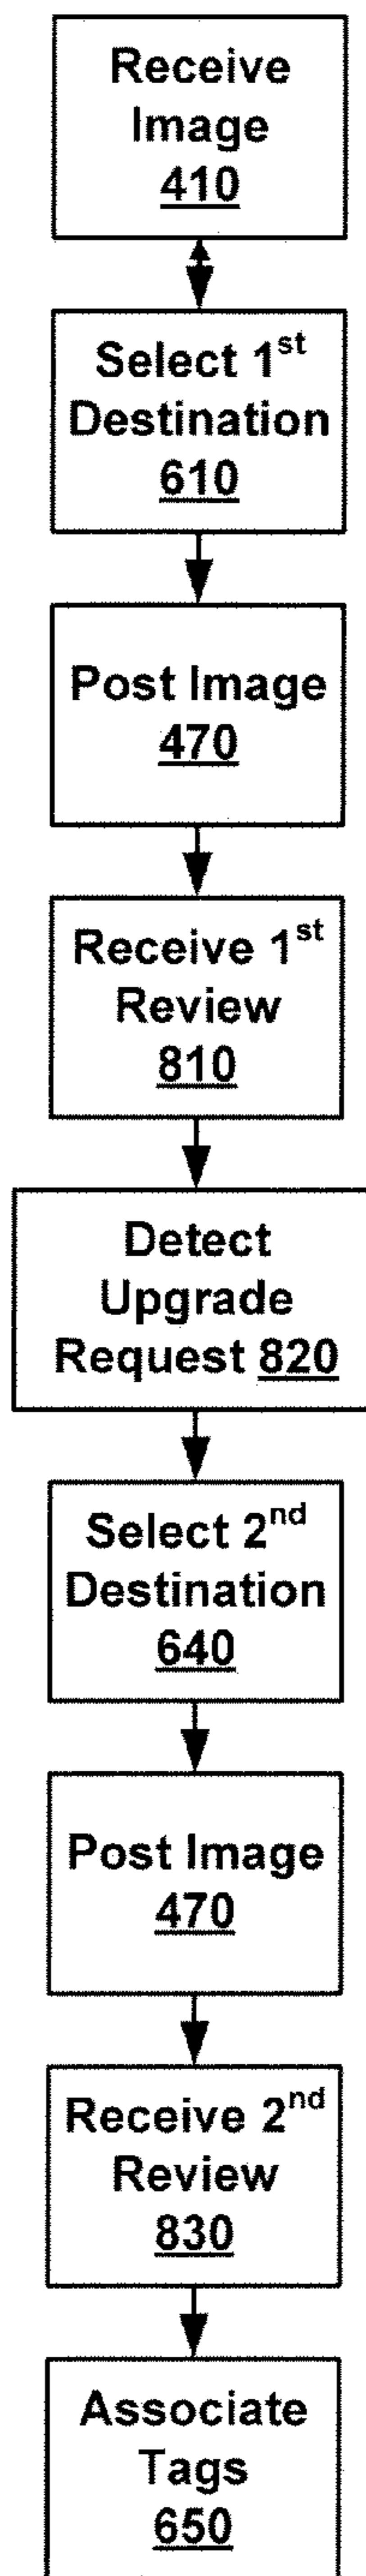 Receive
Image
410
Select 1st
Destination
610
Post Image
470
Receive 1st
Review
810
Detect
Upgrade
Request 820
Select 2nd
Destination
640
Post Image
470
Receive 2nd
Review
830
Associate
Tags
650